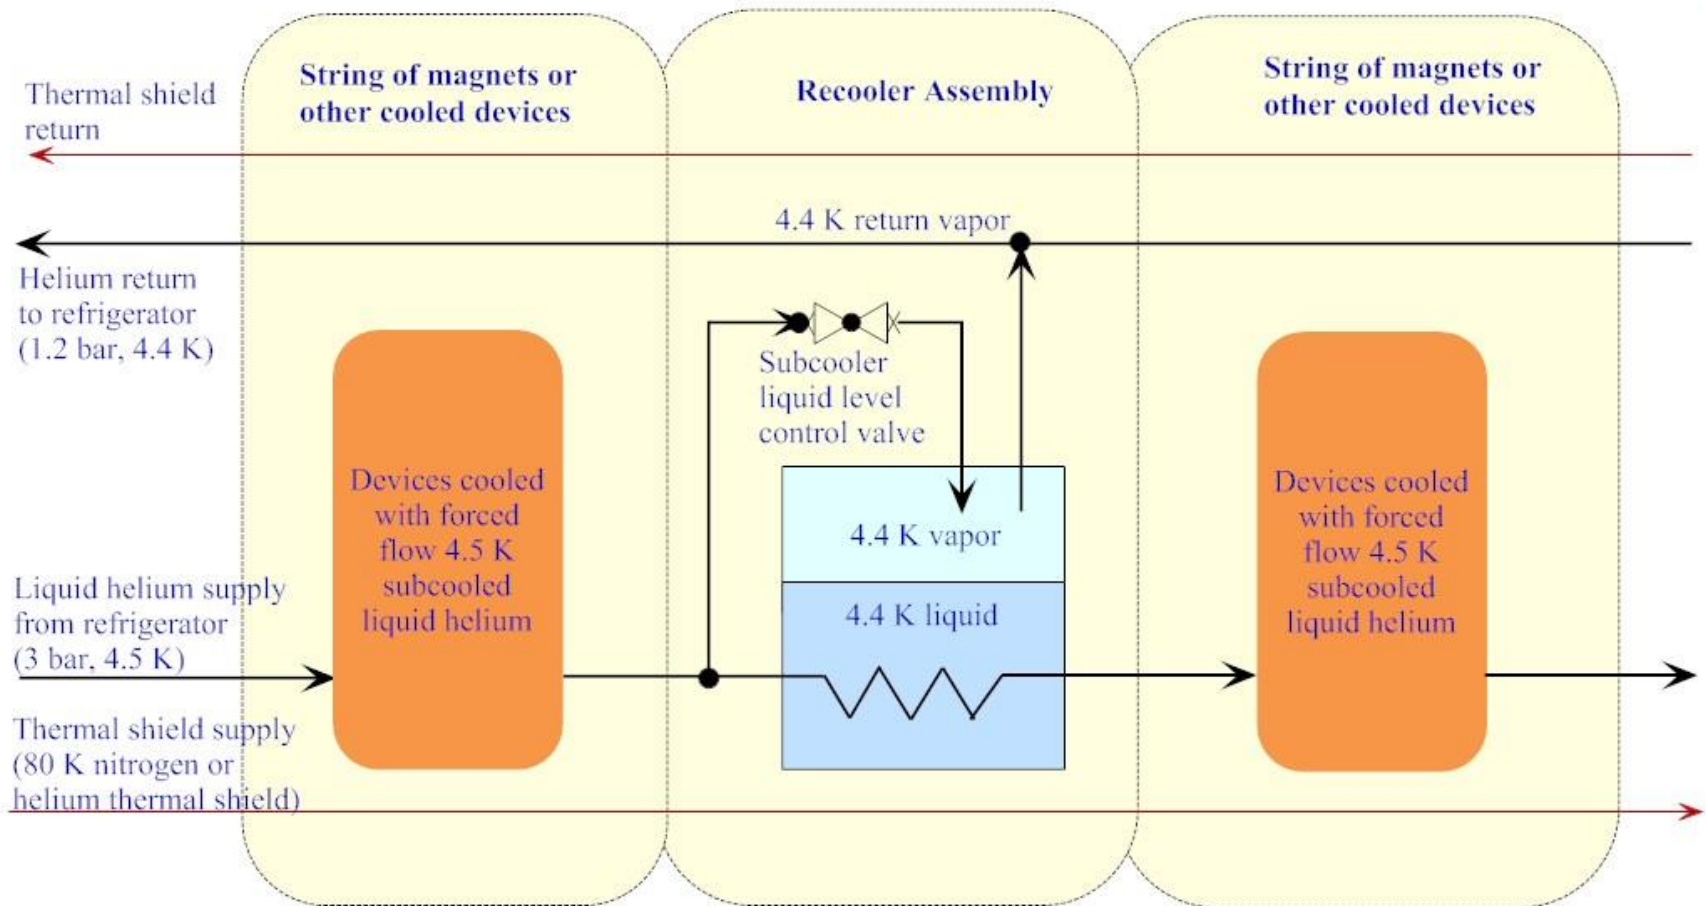 String of magnets or
other cooled devices
Recooler Assembly
String of magnets or
other cooled devices
Thermal shield
return
4.4 K return vapor
Helium return
to refrigerator
(1.2 bar, 4.4 K)
Subcooler
liquid level
control valve
Devices cooled
with forced
flow 4.5 K
subcooled
liquid helium
4.4 K vapor
4.4 K liquid
Devices cooled
with forced
flow 4.5 K
subcooled
liquid helium
Liquid helium supply
from refrigerator
(3 bar, 4.5 K)
Thermal shield supply
(80 K nitrogen or
helium thermal shield)